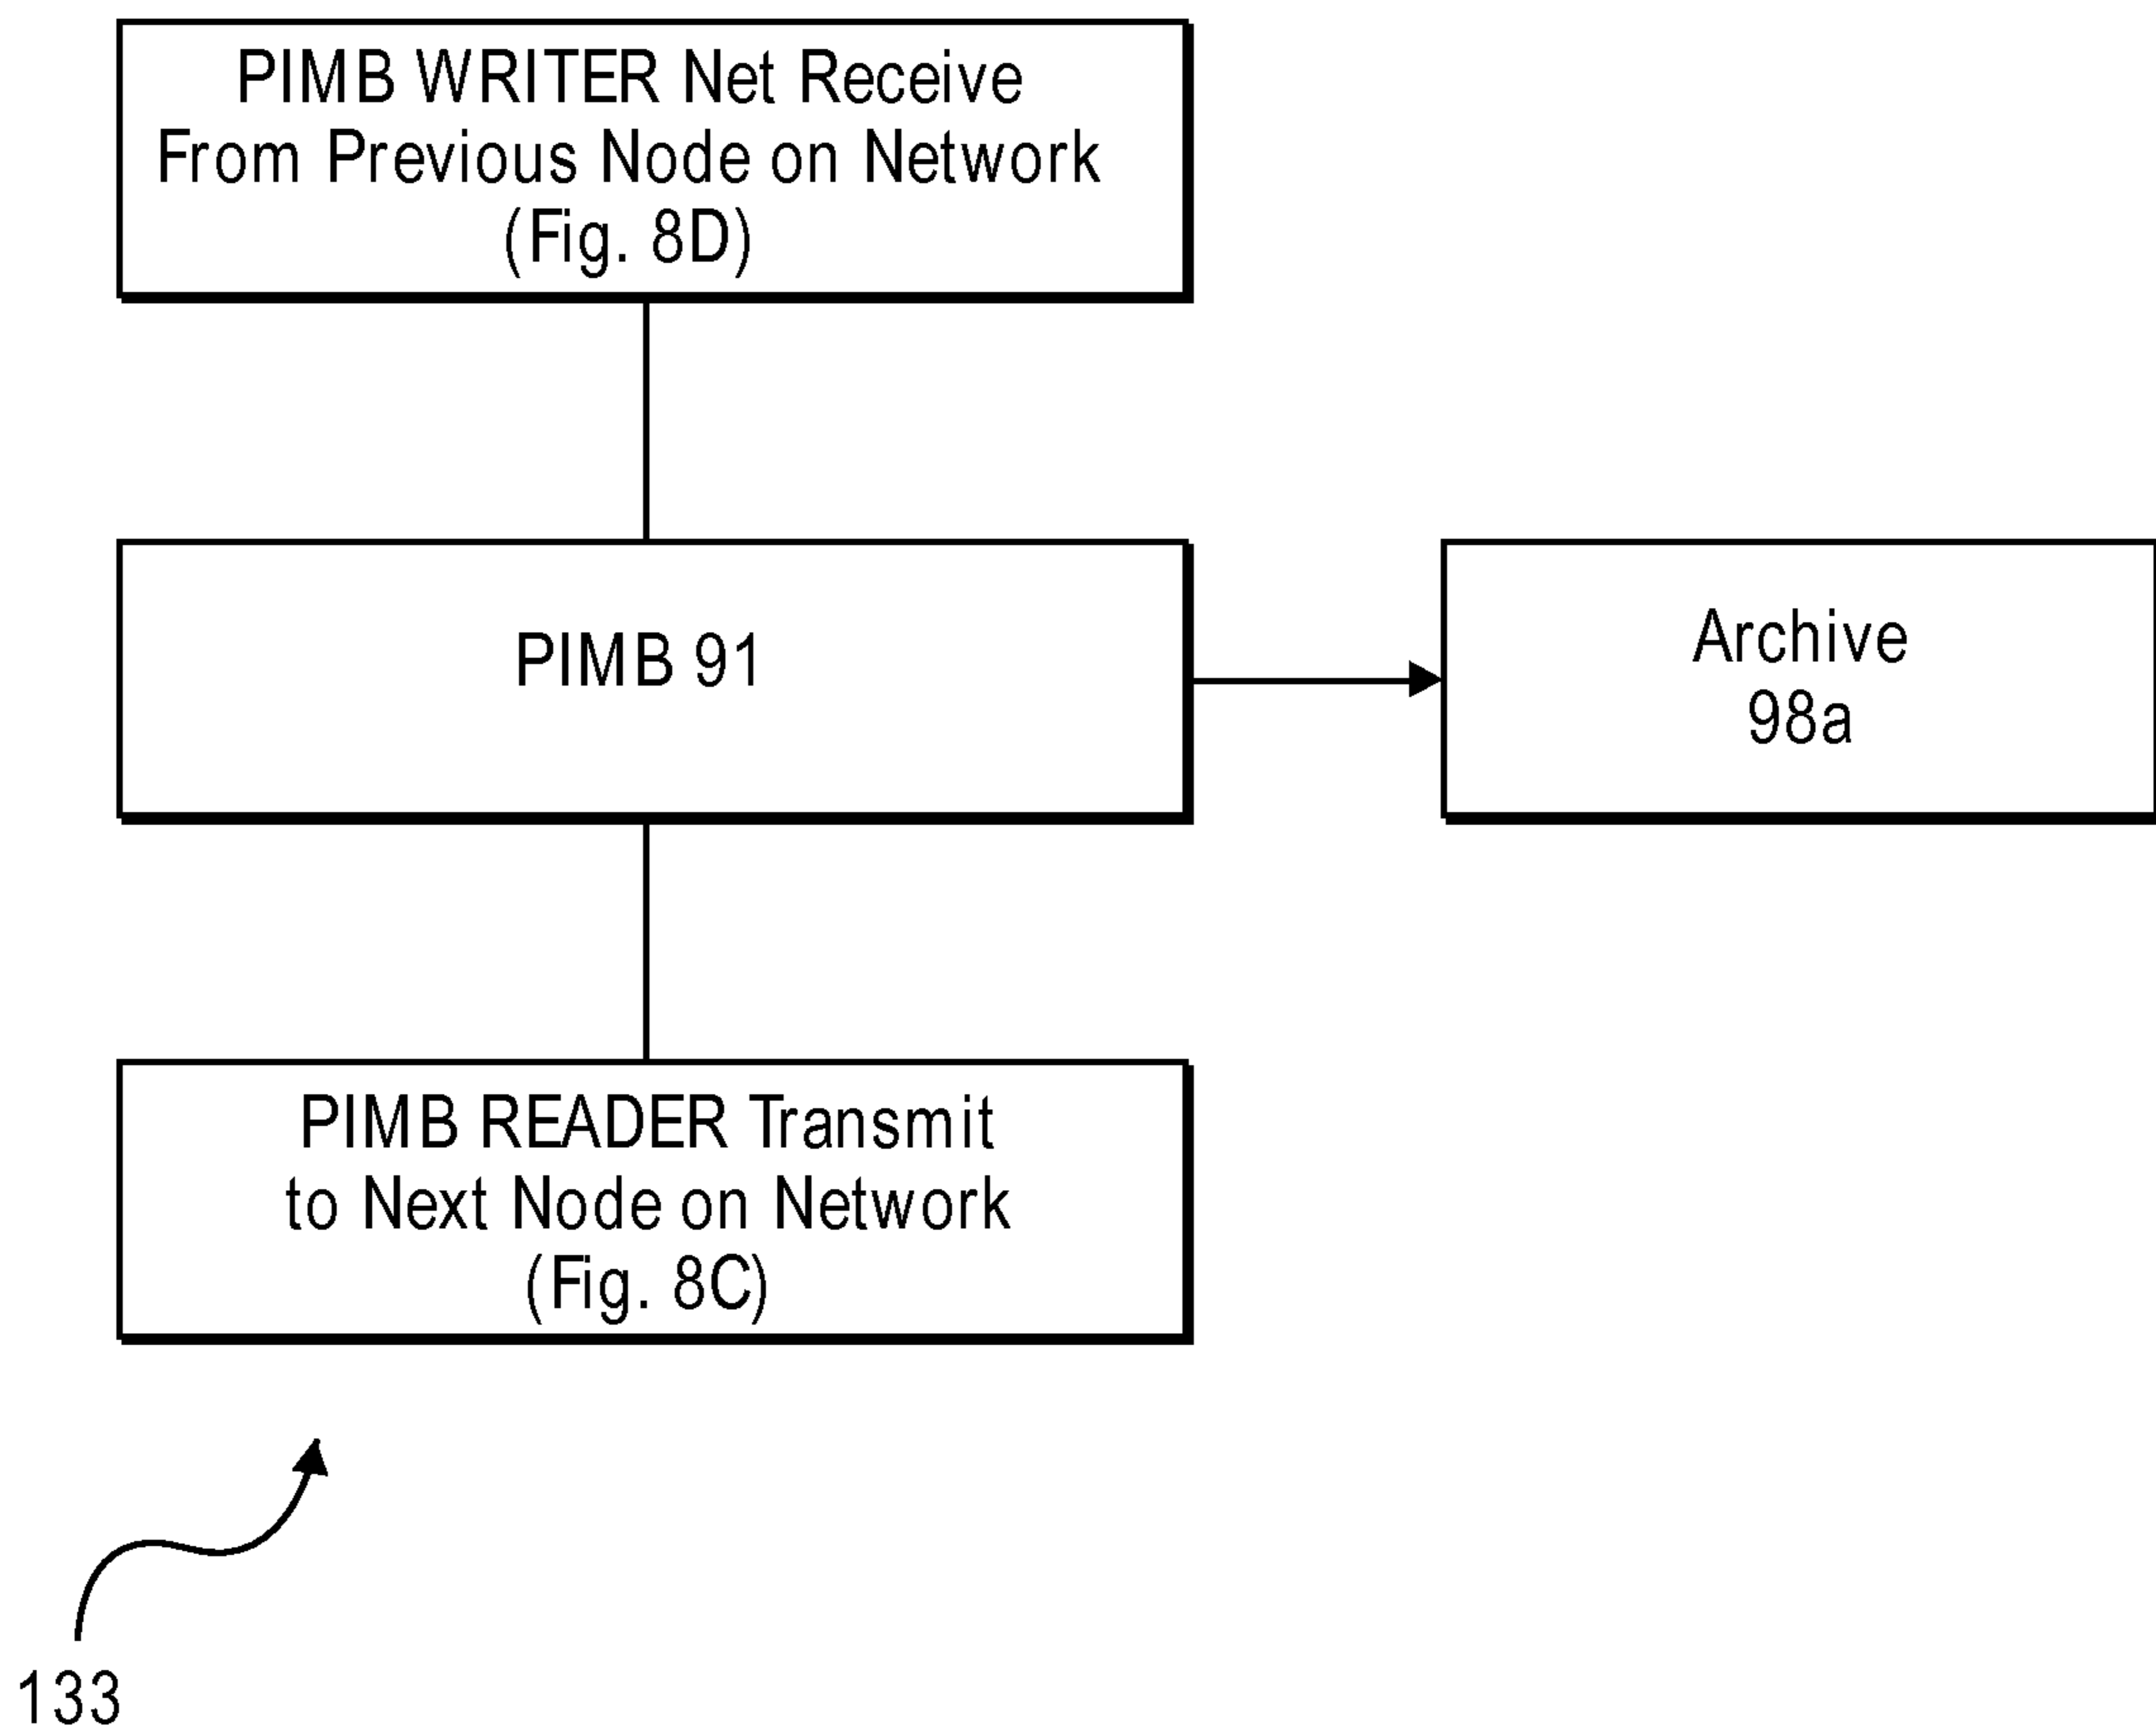 PIMB WRITER Net Receive
From Previous Node on Network
(Fig. 8D)
PIMB 91
Archive
98a
PIMB READER Transmit
to Next Node on Network
(Fig. 8C)
133